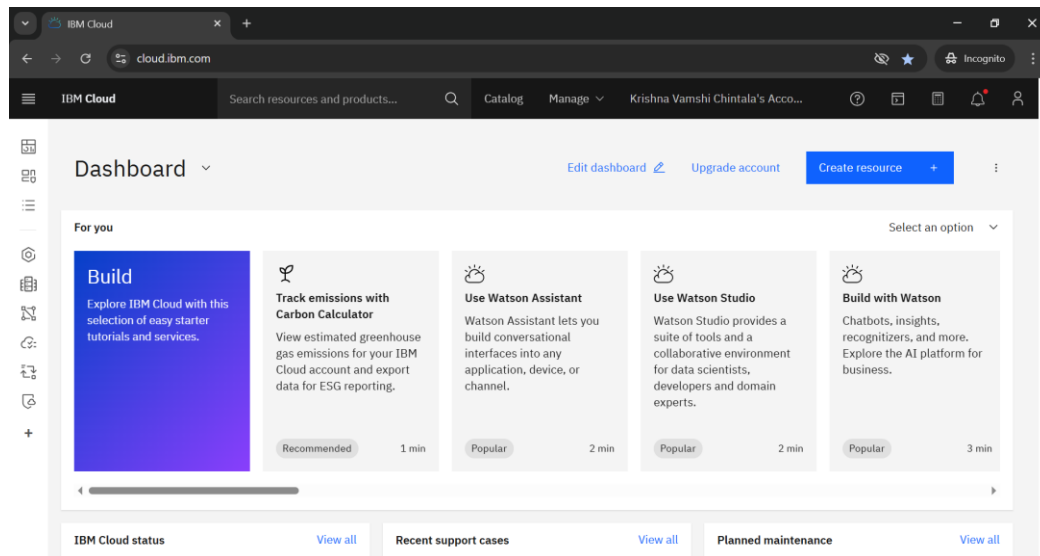 IBM Cloud
cloud.ibm.com
Incognito
IBM Cloud
Search resources and products...
Catalog
Manage
Krishna Vamshi Chintala's Acco...
Dashboard
Edit dashboard
Upgrade account
Create resource +
For you
Select an option
Build
Explore IBM Cloud with this
selection of easy starter
tutorials and services.
Track emissions with
Carbon Calculator
View estimated greenhouse
gas emissions for your IBM
Cloud account and export
data for ESG reporting.
Recommended
1 min
Use Watson Assistant
Watson Assistant lets you
build conversational
interfaces into any
application, device, or
channel.
Popular
2 min
Use Watson Studio
Watson Studio provides a
suite of tools and a
collaborative environment
for data scientists,
developers and domain
experts.
Popular
2 min
Build with Watson
Chatbots, insights,
recognitizers, and more.
Explore the AI platform for
business.
Popular
3 min
IBM Cloud status
View all
Recent support cases
View all
Planned maintenance
View all